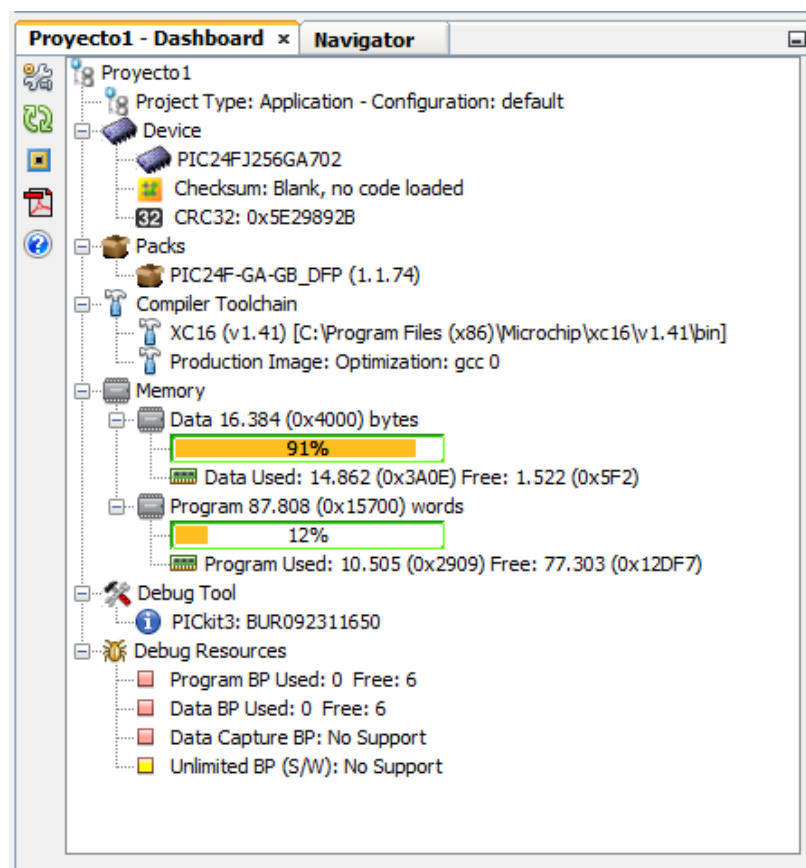 Proyecto1 - Dashboard × Navigator
Proyecto1
Project Type: Application - Configuration: default
Device
PIC24FJ256GA702
Checksum: Blank, no code loaded
32 CRC32: 0x5E29892B
Packs
PIC24F-GA-GB_DFP (1.1.74)
Compiler Toolchain
XC16 (v1.41) [C:\Program Files (x86)\Microchip\xc16\v1.41\bin]
Production Image: Optimization: gcc 0
Memory
Data 16.384 (0x4000) bytes
91%
Data Used: 14.862 (0x3A0E) Free: 1.522 (0x5F2)
Program 87.808 (0x15700) words
12%
Program Used: 10.505 (0x2909) Free: 77.303 (0x12DF7)
Debug Tool
PICkit3: BUR092311650
Debug Resources
Program BP Used: 0 Free: 6
Data BP Used: 0 Free: 6
Data Capture BP: No Support
Unlimited BP (S/W): No Support